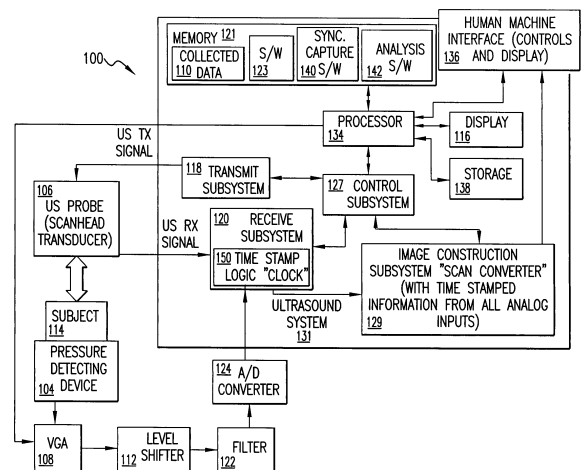 100
MEMORY 121
COLLECTED
110 DATA
S/W
123
SYNC.
CAPTURE
140 S/W
ANALYSIS
142 S/W
HUMAN MACHINE
INTERFACE (CONTROLS
136 AND DISPLAY)
PROCESSOR
134
DISPLAY
116
STORAGE
138
US TX
SIGNAL
118 TRANSMIT
SUBSYSTEM
127 CONTROL
SUBSYSTEM
106
US PROBE
(SCANHEAD
TRANSDUCER)
US RX
SIGNAL
120 RECEIVE
SUBSYSTEM
150 TIME STAMP
LOGIC "CLOCK"
IMAGE CONSTRUCTION
SUBSYSTEM "SCAN CONVERTER"
(WITH TIME STAMPED
INFORMATION FROM ALL ANALOG
129 INPUTS)
ULTRASOUND
SYSTEM
131
SUBJECT
114
PRESSURE
DETECTING
DEVICE
104
124 A/D
CONVERTER
VGA
108
LEVEL
112 SHIFTER
FILTER
122